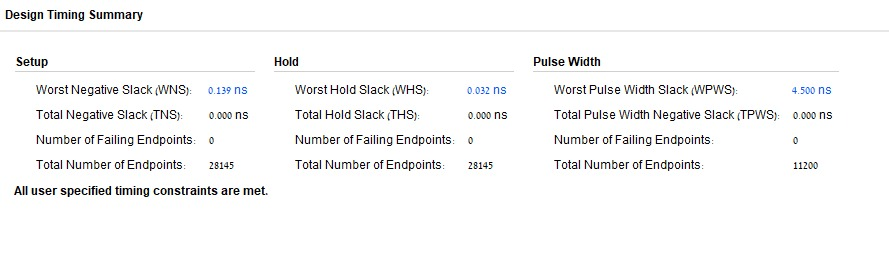 Design Timing Summary
Setup Hold Pulse Width
Worst Negative Slack (WNS): 0.139 ns Worst Hold Slack (WHS): 0.032 ns Worst Pulse Width Slack (WPWS): 4.500 ns
Total Negative Slack (TNS): 0.000 ns Total Hold Slack (THS): 0.000 ns Total Pulse Width Negative Slack (TPWS): 0.000 ns
Number of Failing Endpoints: 0 Number of Failing Endpoints: 0 Number of Failing Endpoints: 0
Total Number of Endpoints: 28145 Total Number of Endpoints: 28145 Total Number of Endpoints: 11200
All user specified timing constraints are met.